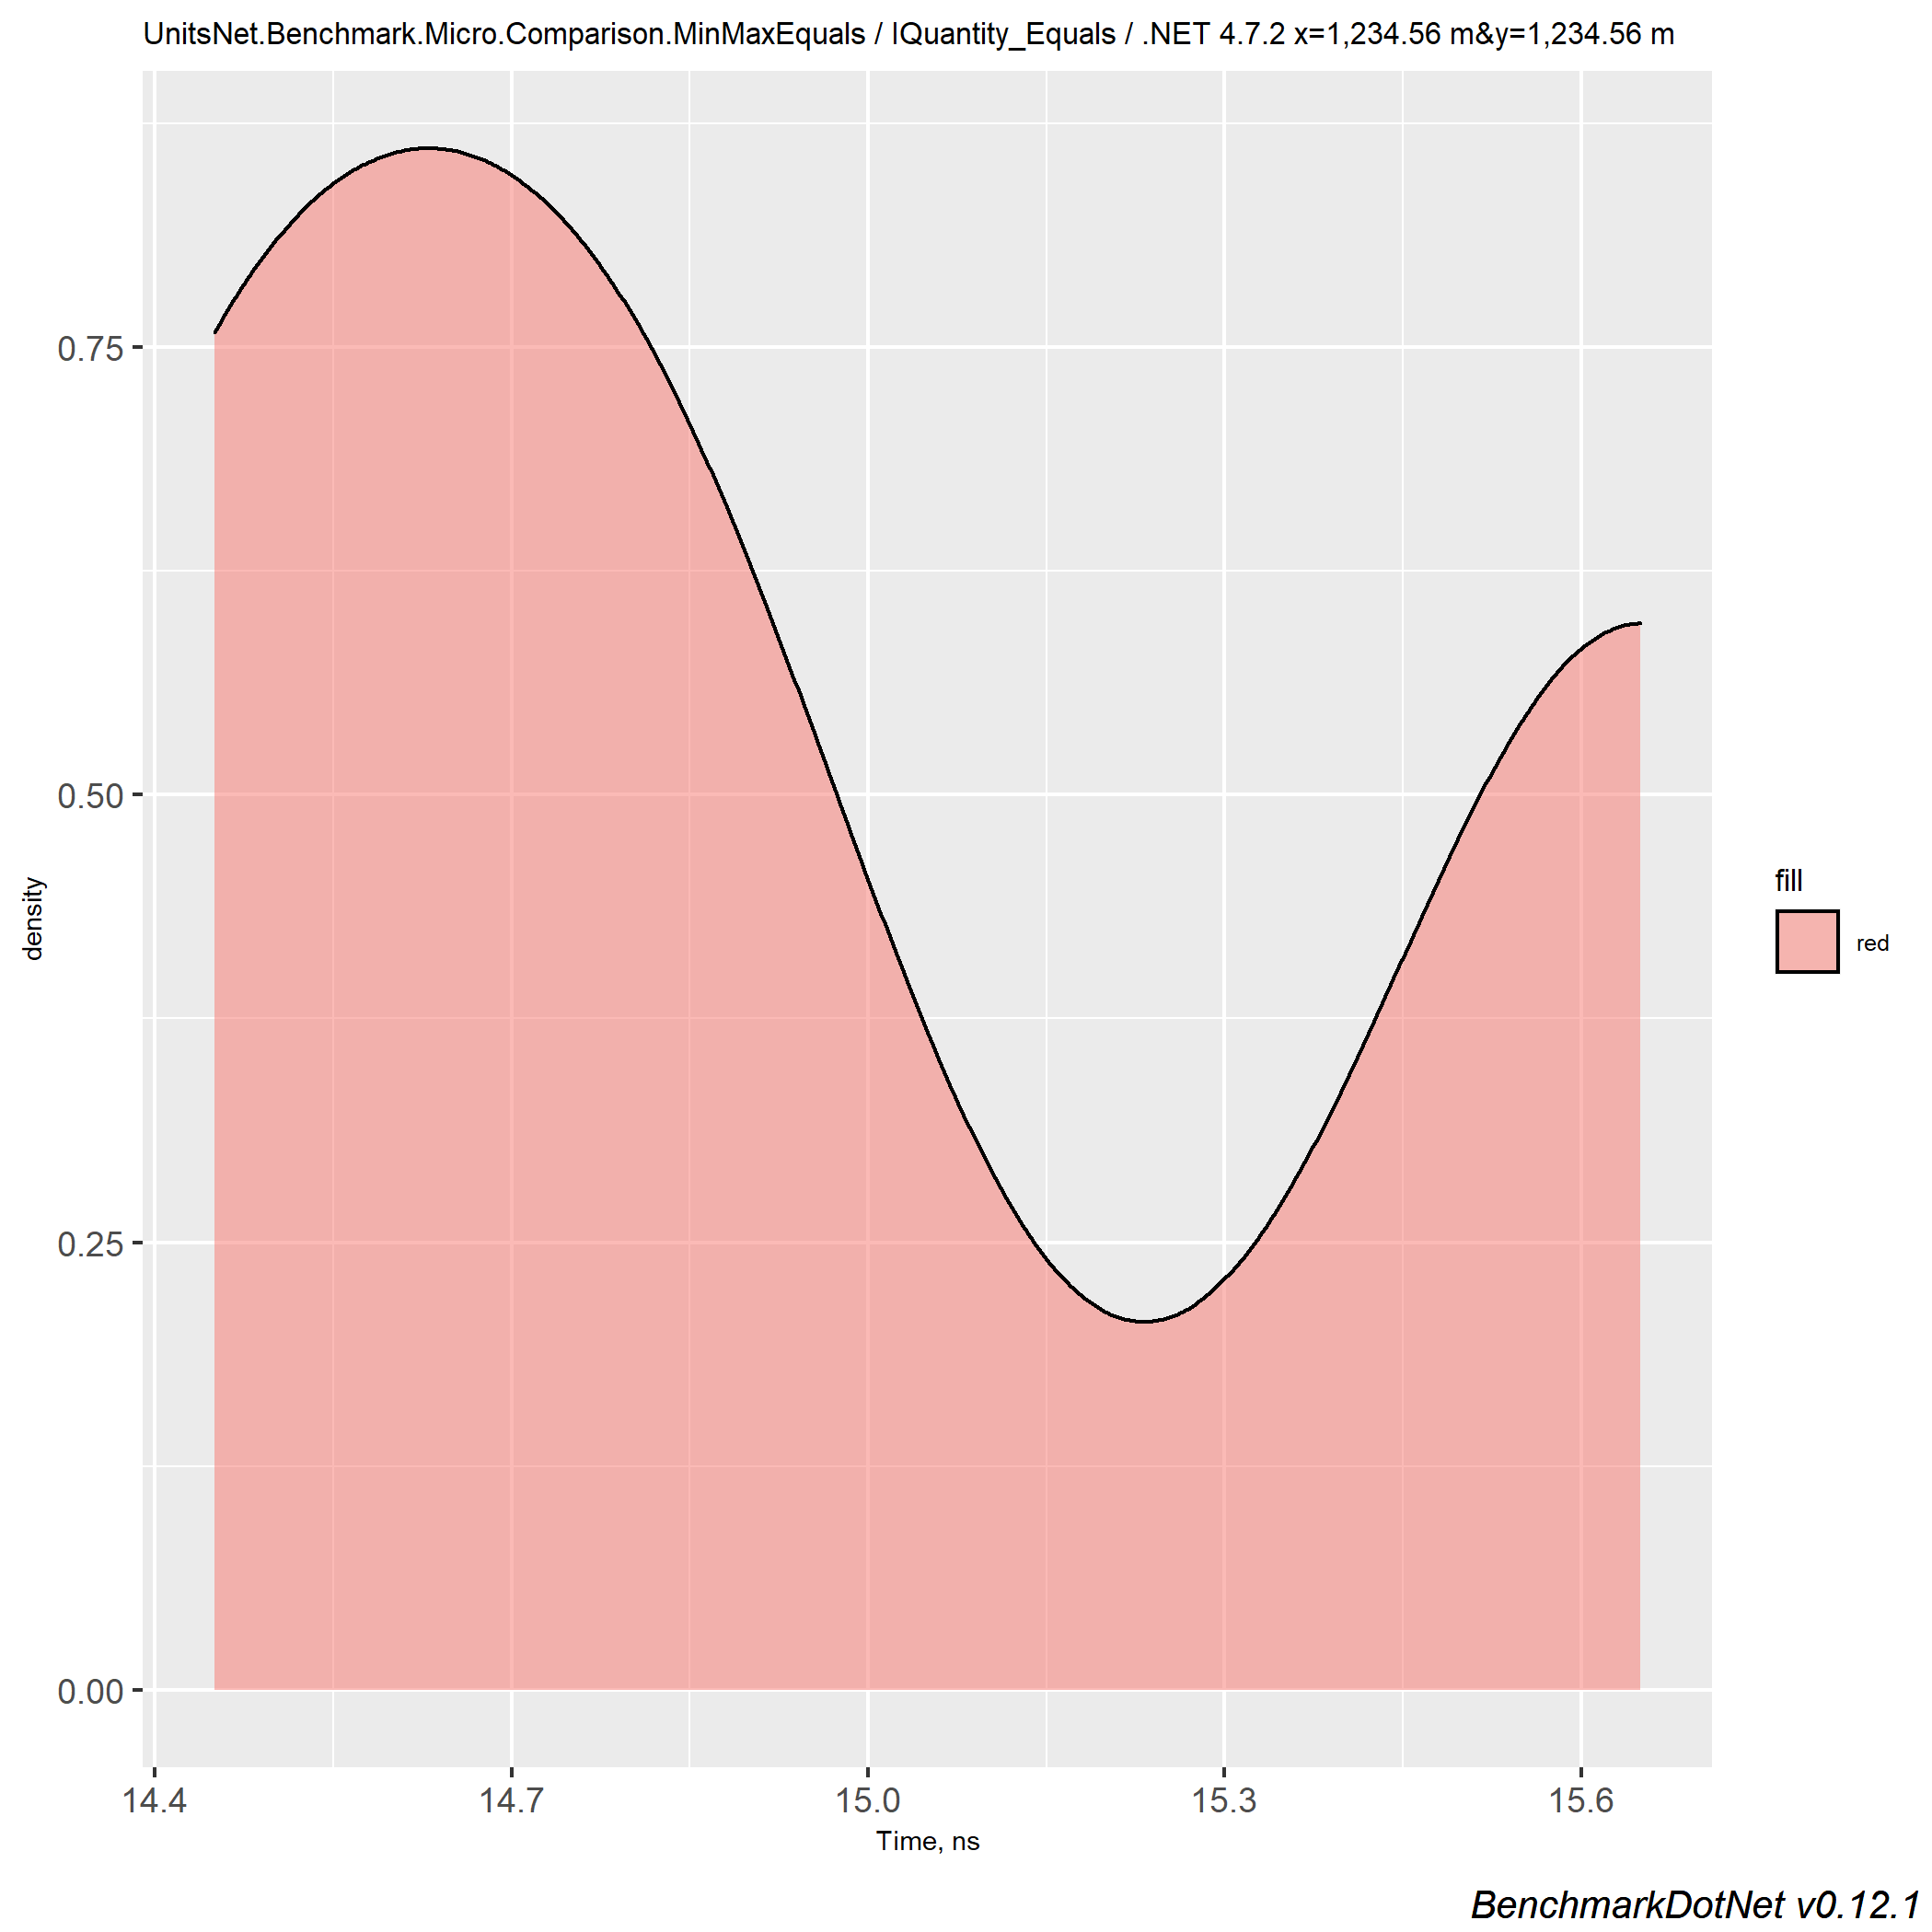 UnitsNet.Benchmark.Micro.Comparison.MinMaxEquals / IQuantity_Equals / .NET 4.7.2 x=1,234.56 m&y=1,234.56 m
0.75
0.50
0.25
0.00
density
14.4 14.7 15.0 15.3 15.6
Time, ns
fill
red
BenchmarkDotNet v0.12.1